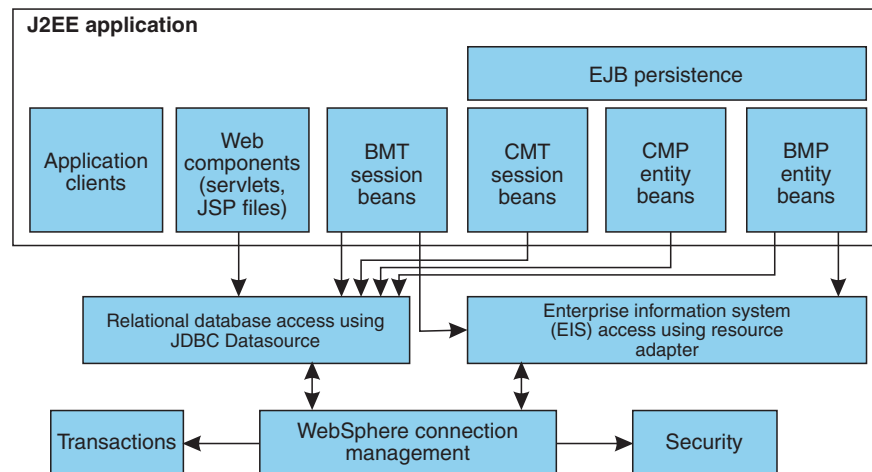 J2EE application
EJB persistence
Application
clients
Web
components
(servlets,
JSP files)
BMT
session
beans
CMT
session
beans
CMP
entity
beans
BMP
entity
beans
Relational database access using
JDBC Datasource
Enterprise information system
(EIS) access using resource
adapter
Transactions
WebSphere connection
management
Security